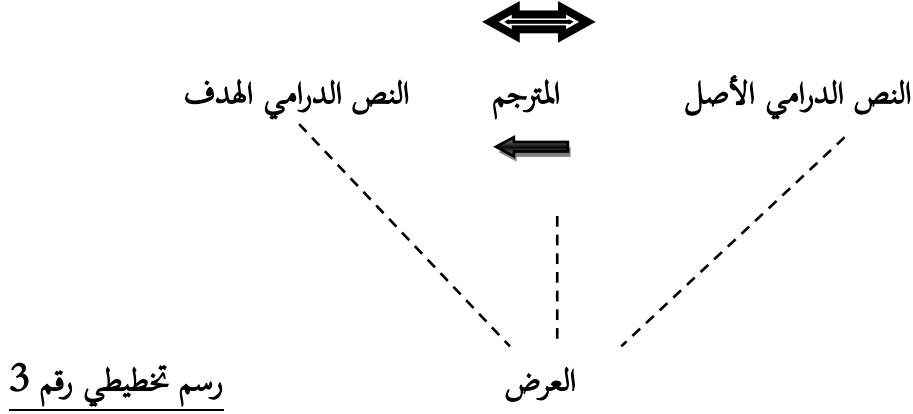 النص الدرامي الأصل المترجم النص الدرامي الهدف
العرض
رسم تخطيطي رقم 3